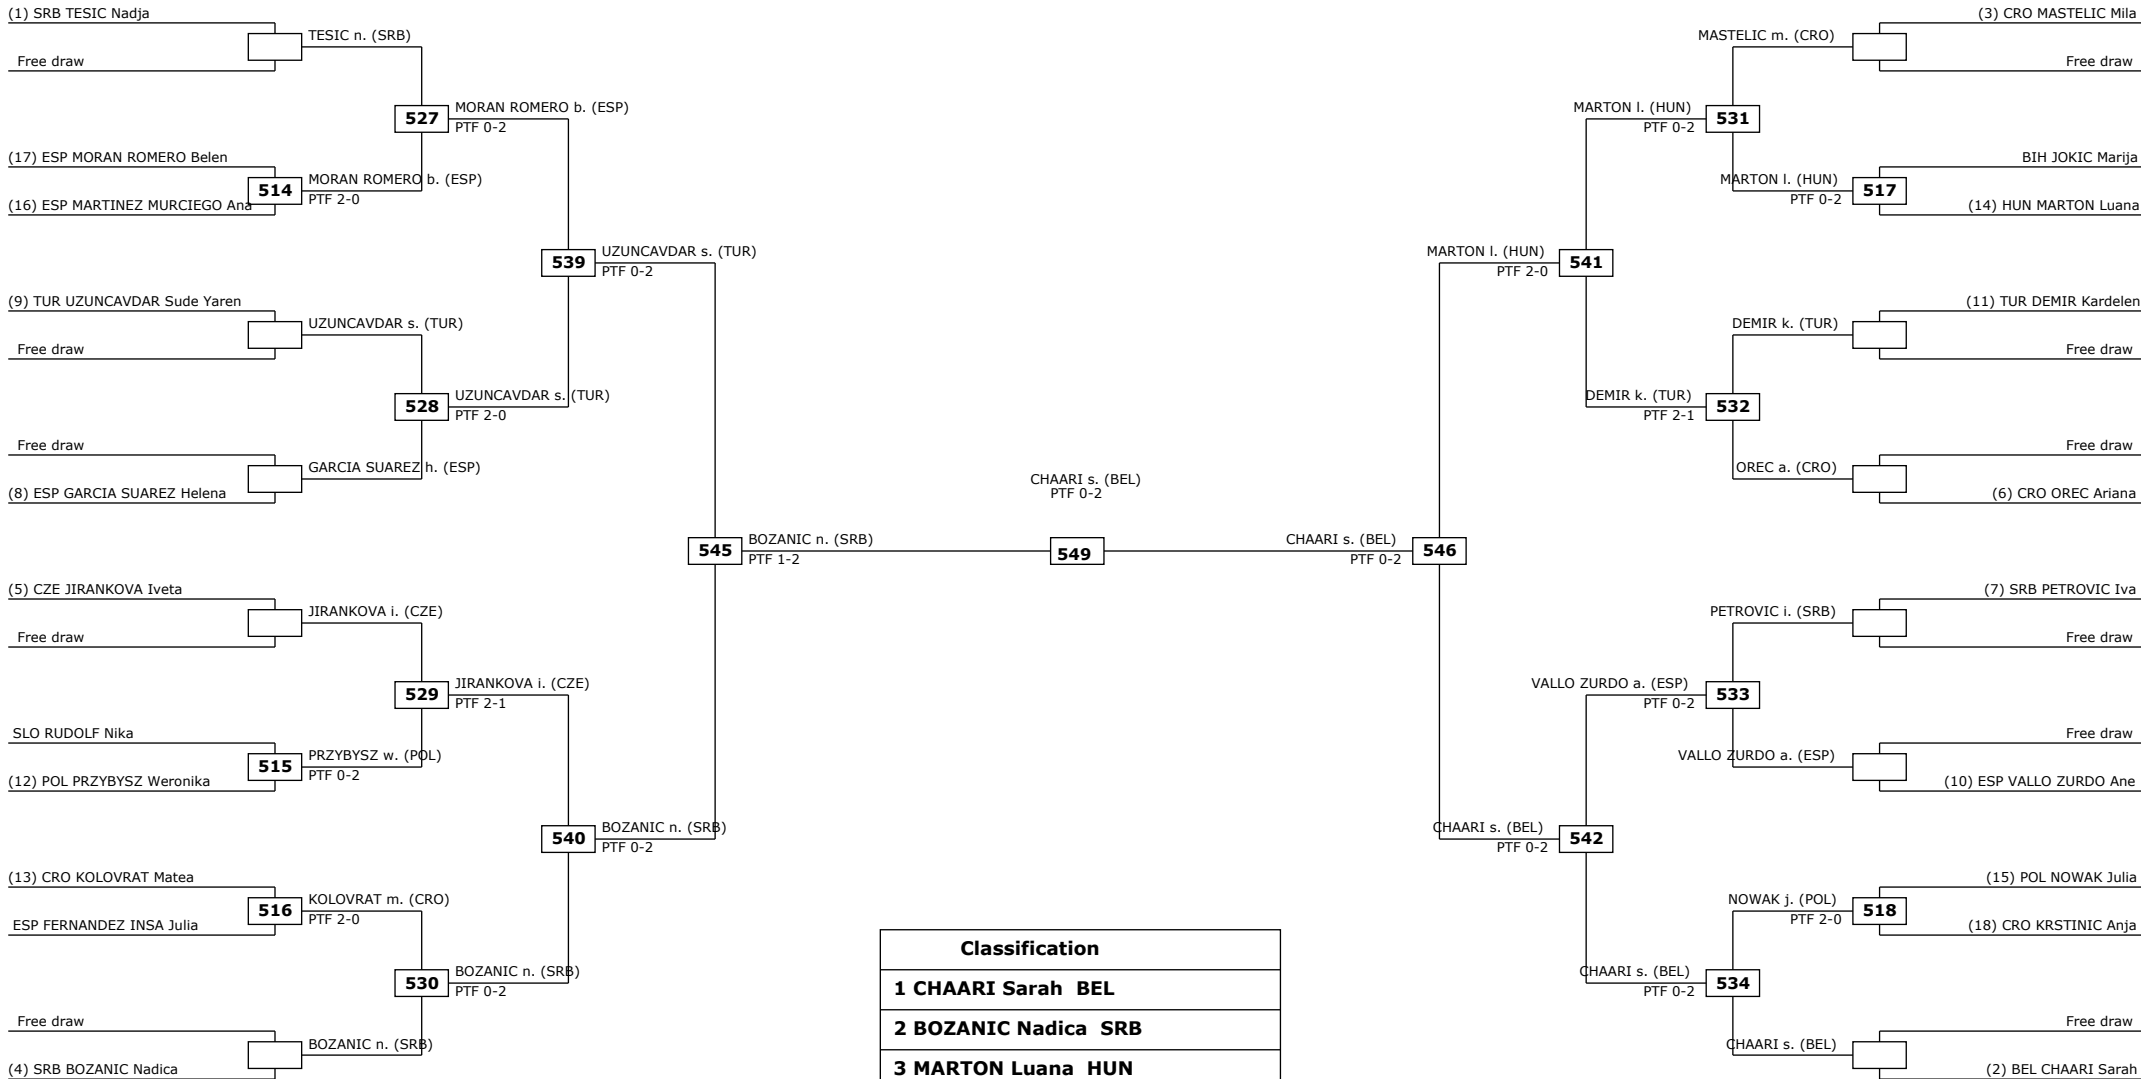 (1) SRB TESIC Nadja
TESIC n. (SRB)
Free draw
MORAN ROMERO b. (ESP)
527
PTF 0-2
(17) ESP MORAN ROMERO Belen
MORAN ROMERO b. (ESP)
514
PTF 2-0
(16) ESP MARTINEZ MURCIEGO Ana
UZUNCAVDAR s. (TUR)
539
PTF 0-2
(9) TUR UZUNCAVDAR Sude Yaren
UZUNCAVDAR s. (TUR)
Free draw
UZUNCAVDAR s. (TUR)
528
PTF 2-0
Free draw
GARCIA SUAREZ h. (ESP)
(8) ESP GARCIA SUAREZ Helena
BOZANIC n. (SRB)
545
PTF 1-2
(5) CZE JIRANKOVA Iveta
JIRANKOVA i. (CZE)
Free draw
JIRANKOVA i. (CZE)
529
PTF 2-1
SLO RUDOLF Nika
PRZYBYSZ w. (POL)
515
PTF 0-2
(12) POL PRZYBYSZ Weronika
BOZANIC n. (SRB)
540
PTF 0-2
(13) CRO KOLOVRAT Matea
KOLOVRAT m. (CRO)
516
PTF 2-0
ESP FERNANDEZ INSA Julia
BOZANIC n. (SRB)
530
PTF 0-2
Free draw
BOZANIC n. (SRB)
(4) SRB BOZANIC Nadica
CHAARI s. (BEL)
PTF 0-2
549
(3) CRO MASTELIC Mila
MASTELIC m. (CRO)
Free draw
MARTON l. (HUN)
531
PTF 0-2
BIH JOKIC Marija
MARTON l. (HUN)
517
PTF 0-2
(14) HUN MARTON Luana
MARTON l. (HUN)
541
PTF 2-0
(11) TUR DEMIR Kardelen
DEMIR k. (TUR)
Free draw
DEMIR k. (TUR)
532
PTF 2-1
Free draw
OREC a. (CRO)
(6) CRO OREC Ariana
CHAARI s. (BEL)
546
PTF 0-2
(7) SRB PETROVIC Iva
PETROVIC i. (SRB)
Free draw
VALLO ZURDO a. (ESP)
533
PTF 0-2
Free draw
VALLO ZURDO a. (ESP)
(10) ESP VALLO ZURDO Ane
CHAARI s. (BEL)
542
PTF 0-2
(15) POL NOWAK Julia
NOWAK j. (POL)
518
PTF 2-0
(18) CRO KRSTINIC Anja
CHAARI s. (BEL)
534
PTF 0-2
Free draw
CHAARI s. (BEL)
(2) BEL CHAARI Sarah
Classification
1 CHAARI Sarah BEL
2 BOZANIC Nadica SRB
3 MARTON Luana HUN